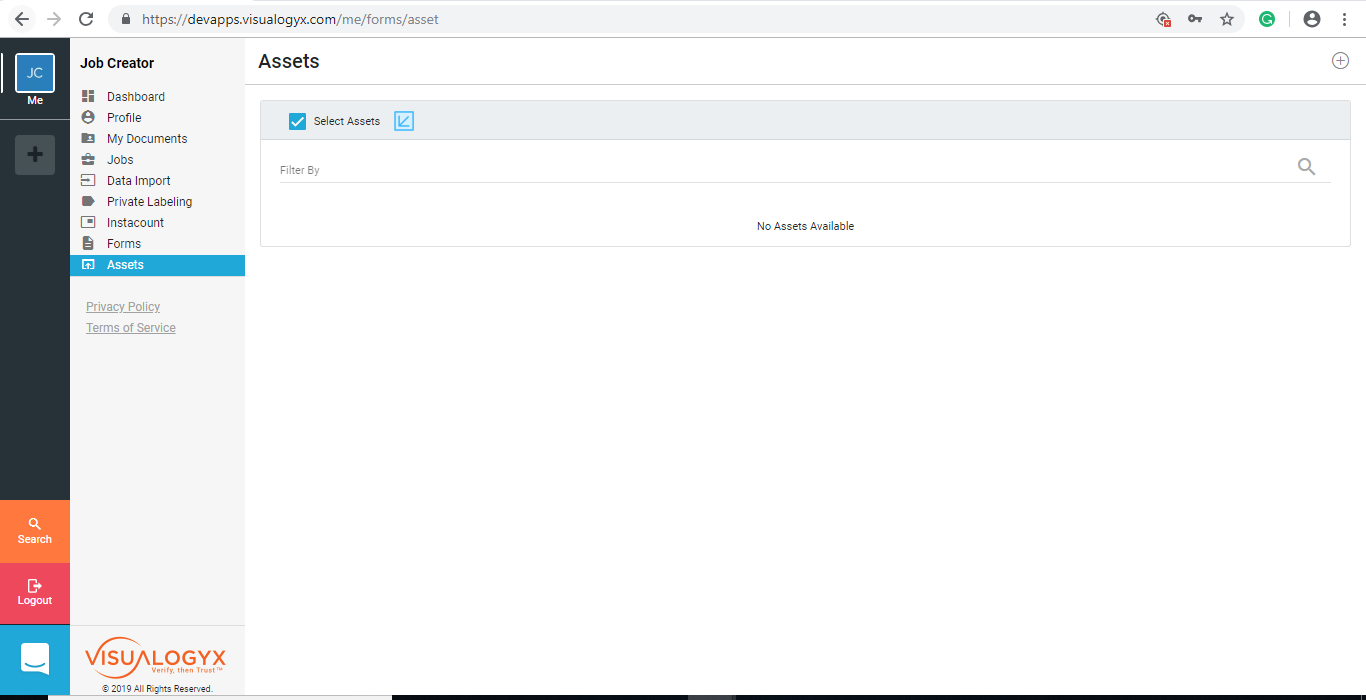 https://devapps.visualogyx.com/me/forms/asset
JC
Me
Job Creator
Dashboard
Profile
My Documents
Jobs
Data Import
Private Labeling
Instacount
Forms
Assets
Privacy Policy
Terms of Service
Search
Logout
VISUALOGYX
Verify, then Trust™
© 2019 All Rights Reserved.
Assets
Select Assets
Filter By
No Assets Available